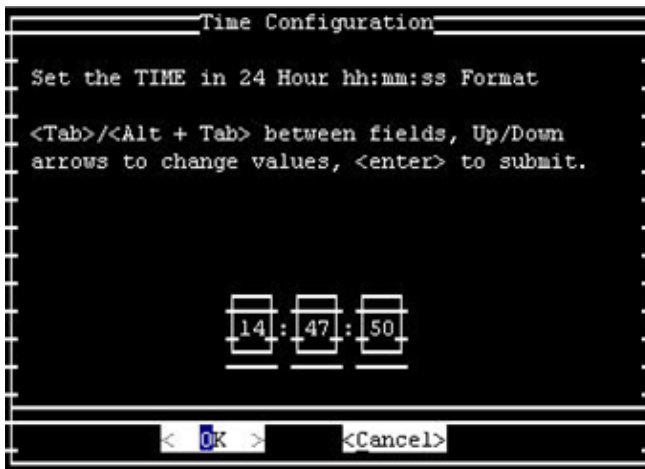 Time Configuration
Set the TIME in 24 Hour hh:mm:ss Format
<Tab>/<Alt + Tab> between fields, Up/Down
arrows to change values, <enter> to submit.
14:47:50
< OK > <Cancel>